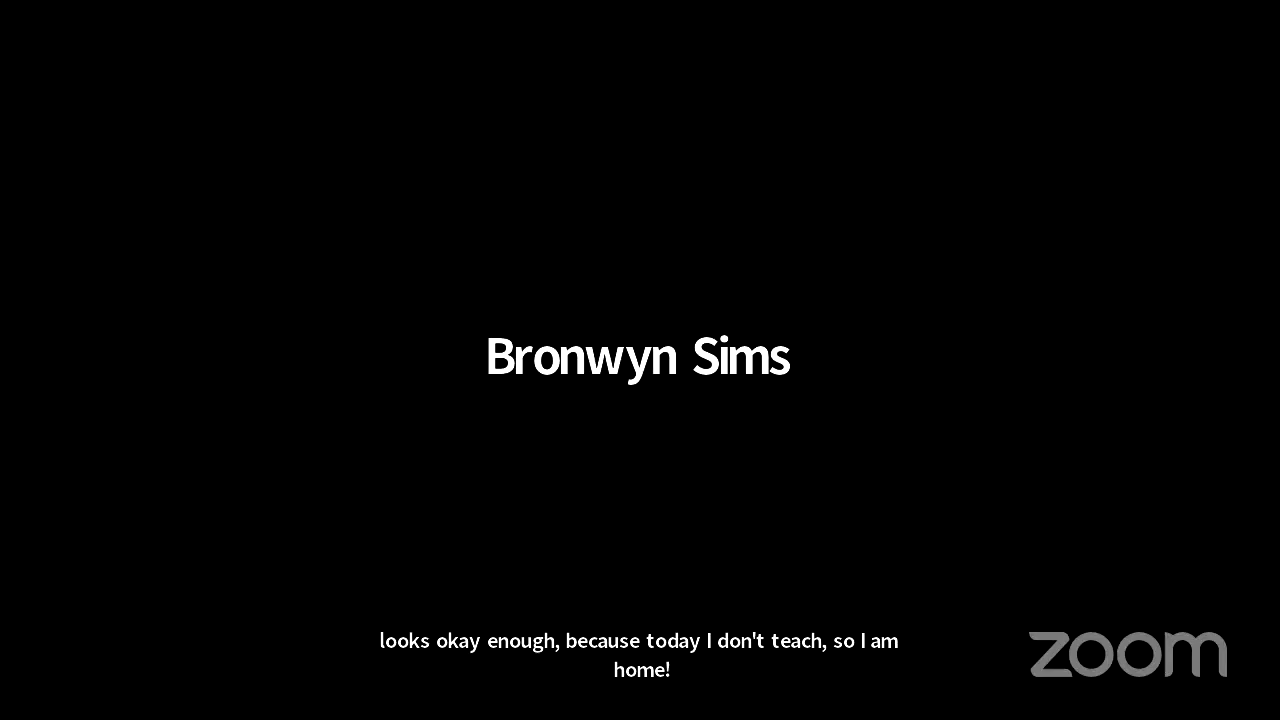 Bronwyn Sims
looks okay enough, because today I don't teach, so I am
home!
zoom